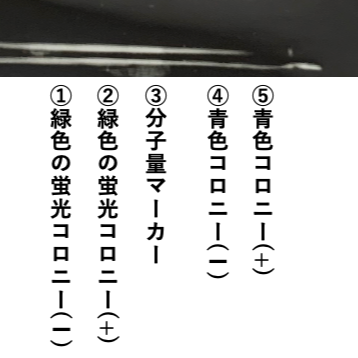 ①緑色の蛍光コロニー(ー)
②緑色の蛍光コロニー(+)
③分子量マーカー
④青色コロニー(ー)
⑤青色コロニー(+)